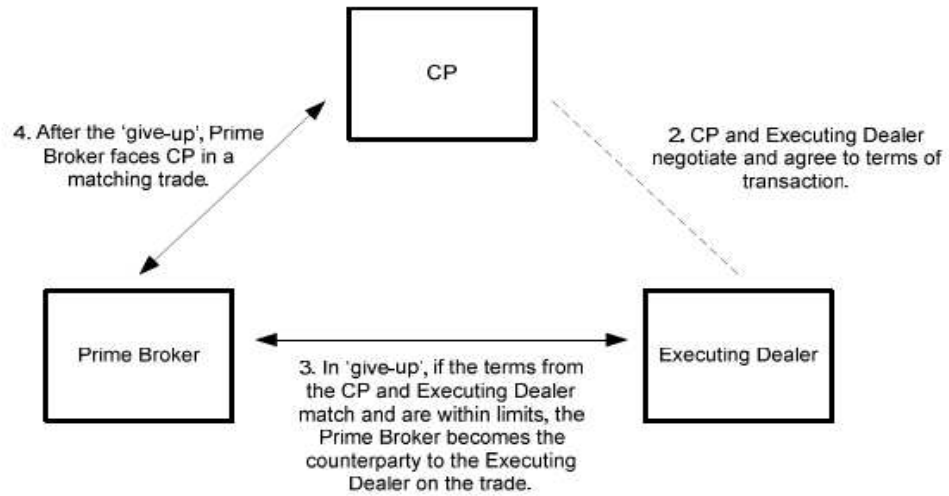 CP
4. After the 'give-up', Prime
Broker faces CP in a
matching trade.
2. CP and Executing Dealer
negotiate and agree to terms of
transaction.
Prime Broker
Executing Dealer
3. In 'give-up', if the terms from
the CP and Executing Dealer
match and are within limits, the
Prime Broker becomes the
counterparty to the Executing
Dealer on the trade.